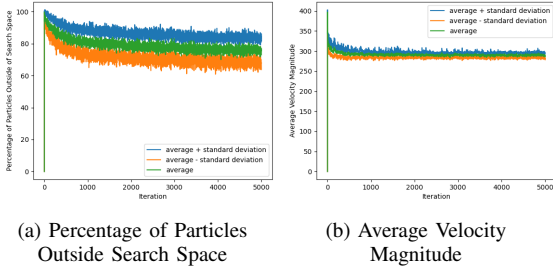 Percentage of Particles Outside of Search Space
100
80
60
40
20
0
average + standard deviation
average - standard deviation
average
0 1000 2000 3000 4000 5000
Iteration
(a) Percentage of Particles
Outside Search Space
Average Velocity Magnitude
400
350
300
250
200
150
100
50
0
average + standard deviation
average - standard deviation
average
0 1000 2000 3000 4000 5000
Iteration
(b) Average Velocity
Magnitude